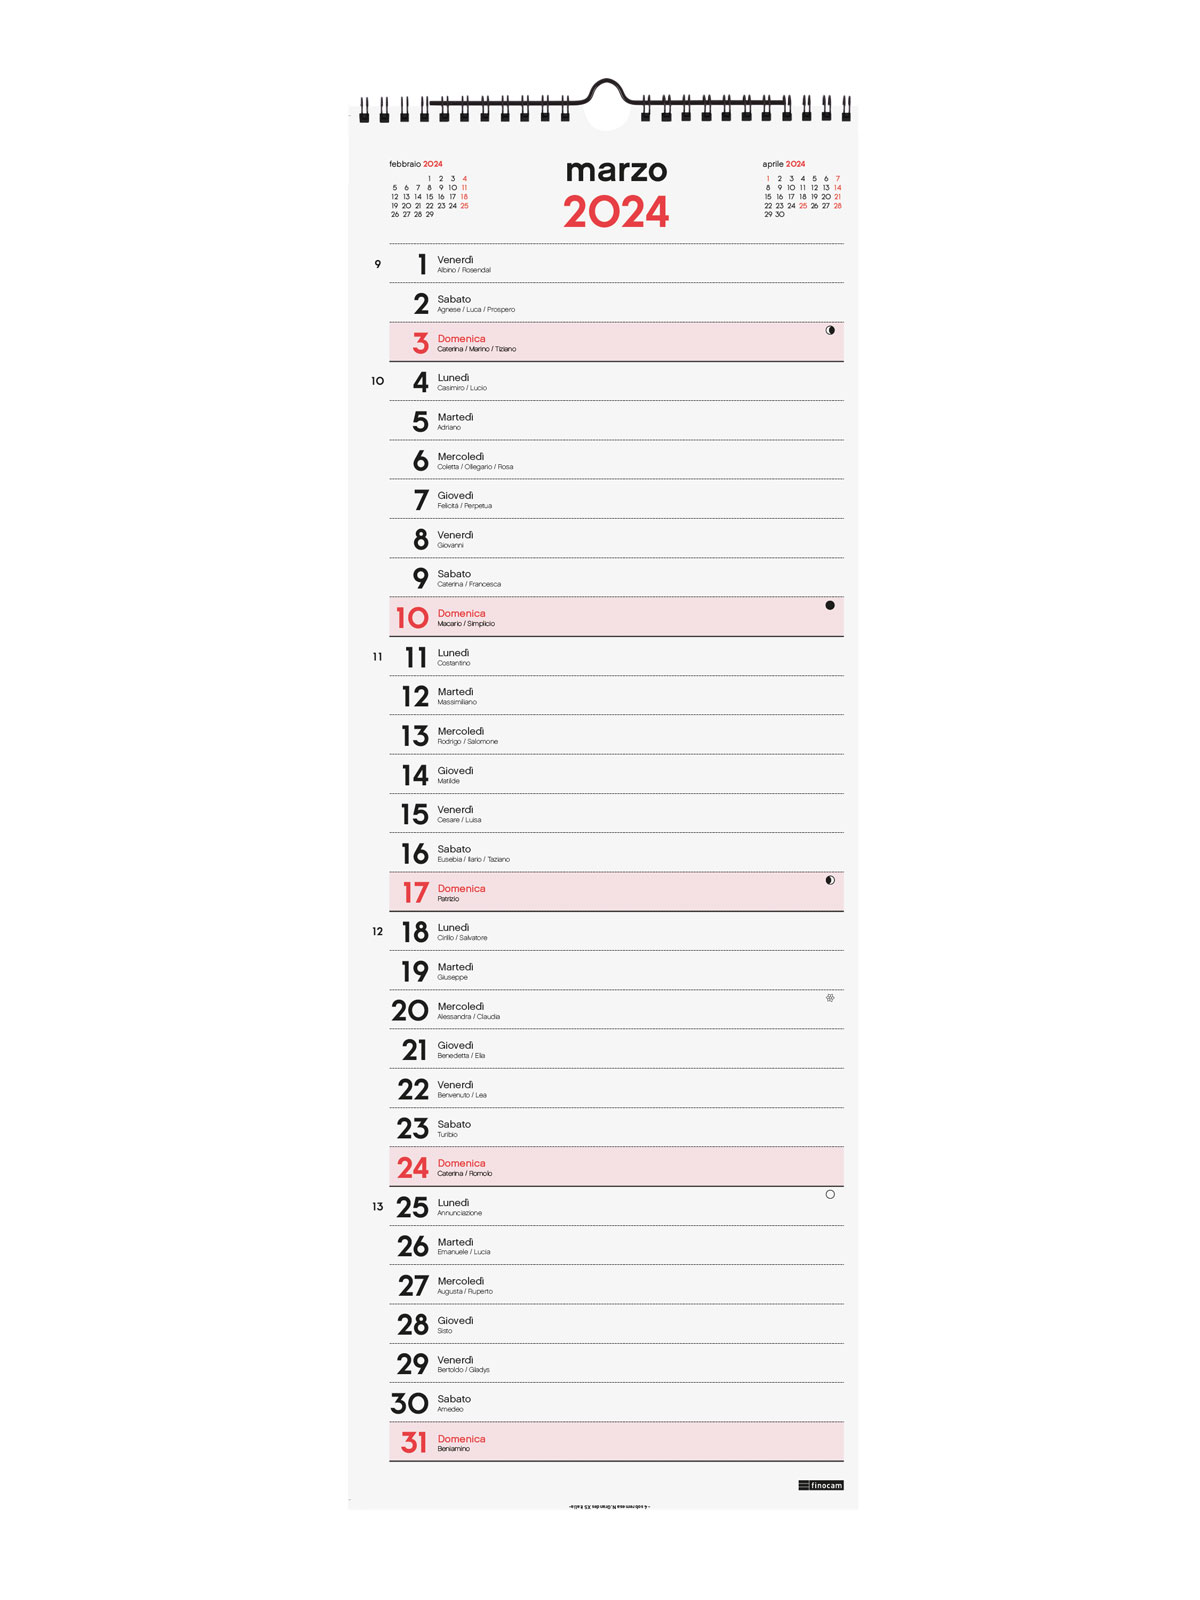 febbraio 2024
1 2 3 4
5 6 7 8 9 10 11
12 13 14 15 16 17 18
19 20 21 22 23 24 25
26 27 28 29
marzo
2024
aprile 2024
1 2 3 4 5 6 7
8 9 10 11 12 13 14
15 16 17 18 19 20 21
22 23 24 25 26 27 28
29 30
9 1 Venerdì
Albino / Rosendal
2 Sabato
Agnese / Luca / Prospero
3 Domenica
Caterina / Marino / Tiziano
10 4 Lunedì
Casimiro / Lucio
5 Martedì
Adriano
6 Mercoledì
Coletta / Ollegario / Rosa
7 Giovedì
Felicità / Perpetua
8 Venerdì
Giovanni
9 Sabato
Caterina / Francesca
10 Domenica
Macario / Simplicio
11 11 Lunedì
Costantino
12 Martedì
Massimiliano
13 Mercoledì
Rodrigo / Salomone
14 Giovedì
Matilde
15 Venerdì
Cesare / Luisa
16 Sabato
Eusebia / Ilario / Taziano
17 Domenica
Patrizio
12 18 Lunedì
Cirillo / Salvatore
19 Martedì
Giuseppe
20 Mercoledì
Alessandra / Claudia
21 Giovedì
Benedetta / Elia
22 Venerdì
Benvenuto / Lea
23 Sabato
Turibio
24 Domenica
Caterina / Romolo
13 25 Lunedì
Annunciazione
26 Martedì
Emanuele / Lucia
27 Mercoledì
Augusta / Ruperto
28 Giovedì
Sisto
29 Venerdì
Bertoldo / Gladys
30 Sabato
Amedeo
31 Domenica
Beniamino
finocam